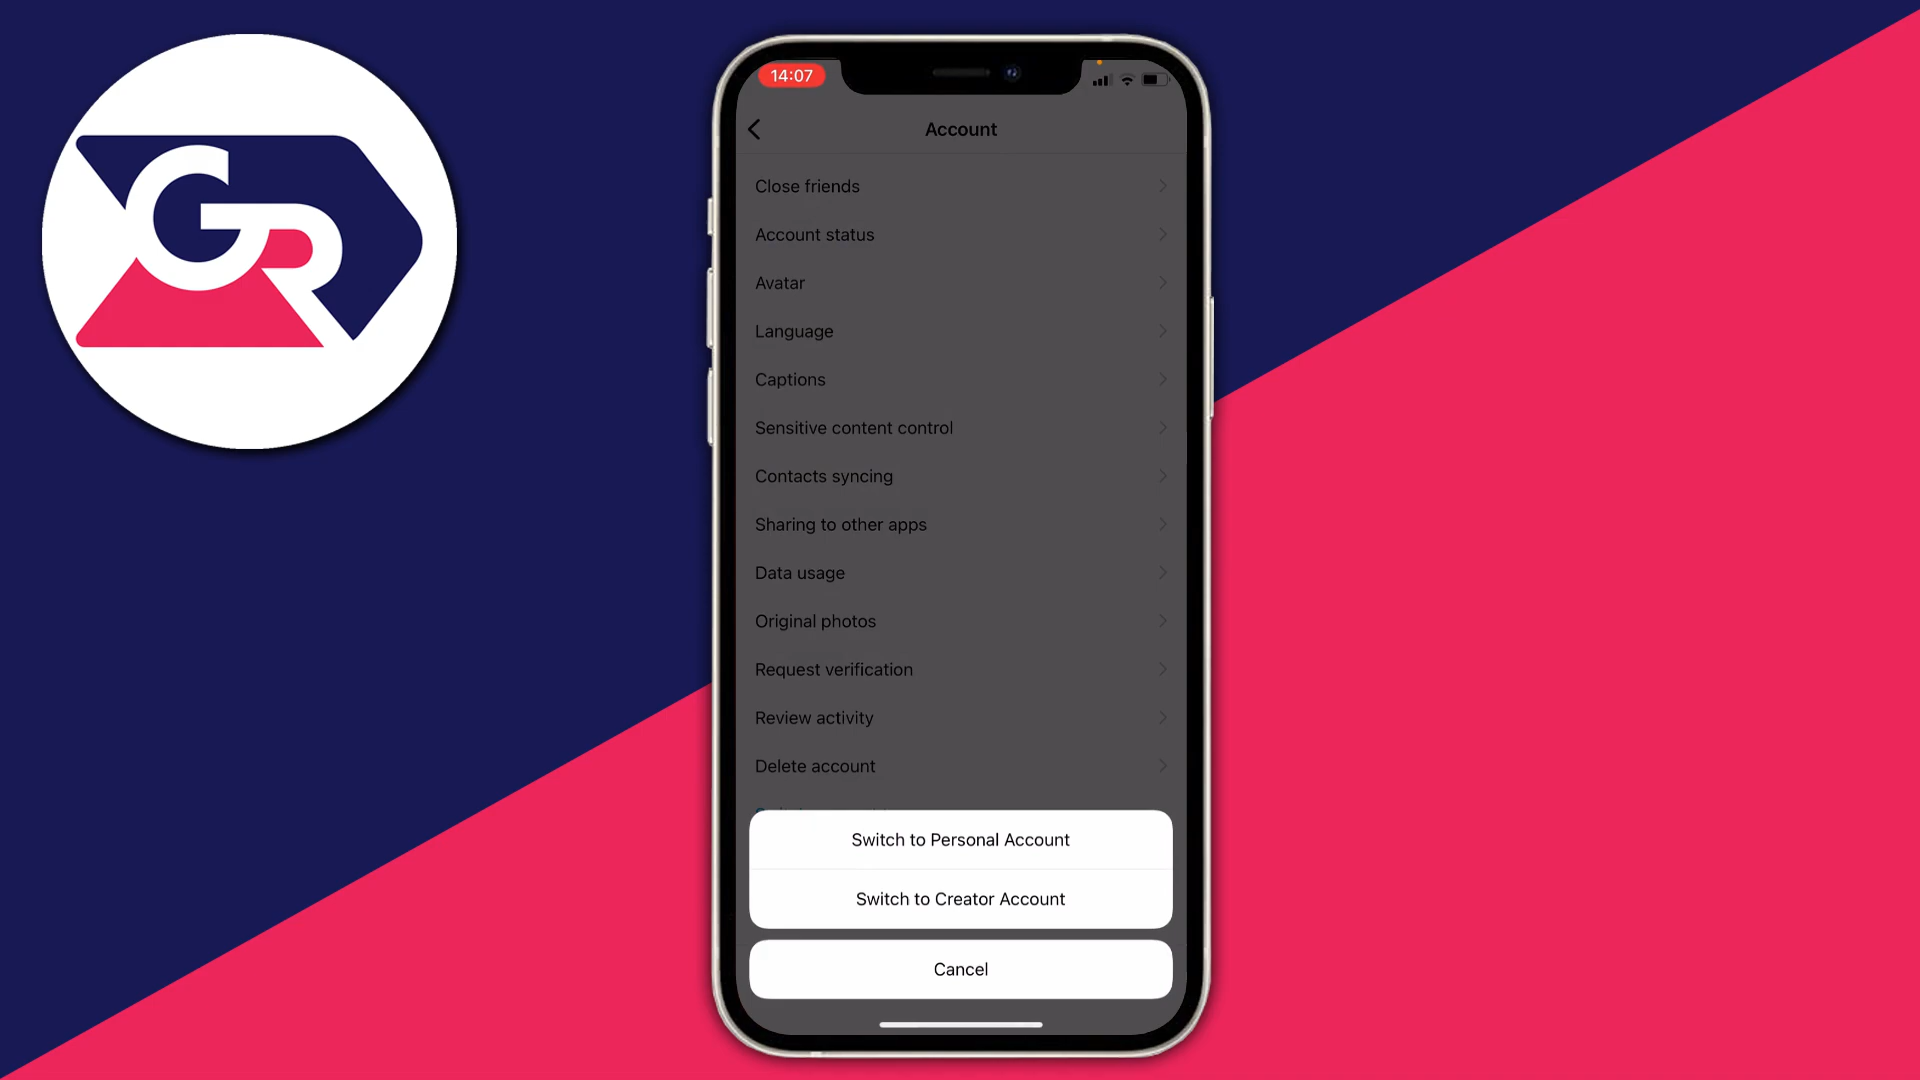 GR
14:07
Account
Close friends
Account status
Avatar
Language
Captions
Sensitive content control
Contacts syncing
Sharing to other apps
Data usage
Original photos
Request verification
Review activity
Delete account
Switch to Personal Account
Switch to Creator Account
Cancel